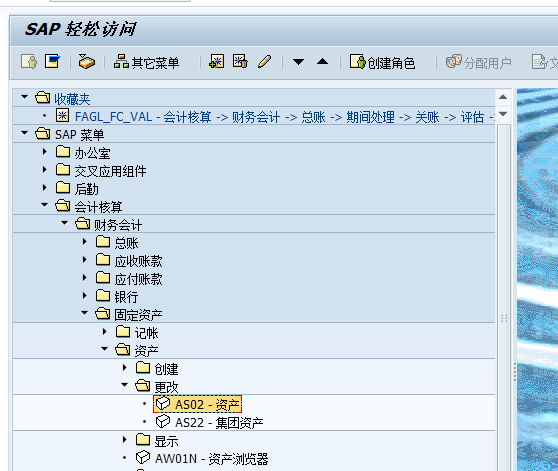 SAP 轻松访问
其它菜单 创建角色 分配用户
收藏夹
FAGL_FC_VAL - 会计核算 -> 财务会计 -> 总账 -> 期间处理 -> 关账 -> 评估 -
SAP 菜单
办公室
交叉应用组件
后勤
会计核算
财务会计
总账
应收账款
应付账款
银行
固定资产
记帐
资产
创建
更改
AS02 - 资产
AS22 - 集团资产
显示
AW01N - 资产浏览器